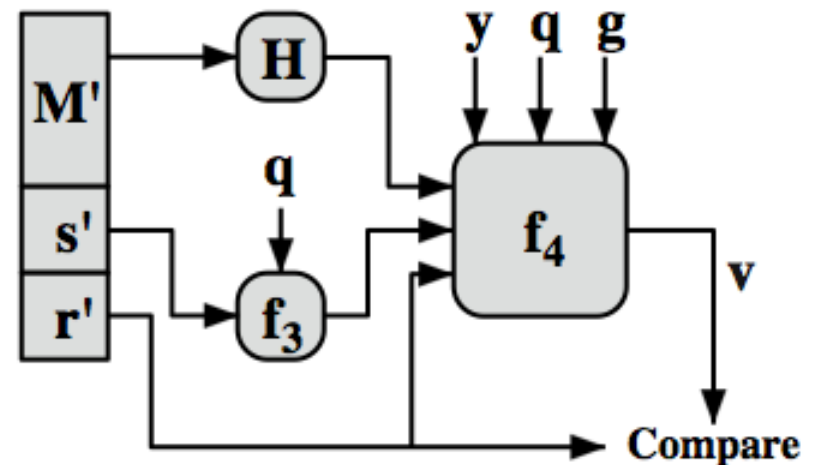 y q g
M' H
q
s' f4
v
r' f3
Compare